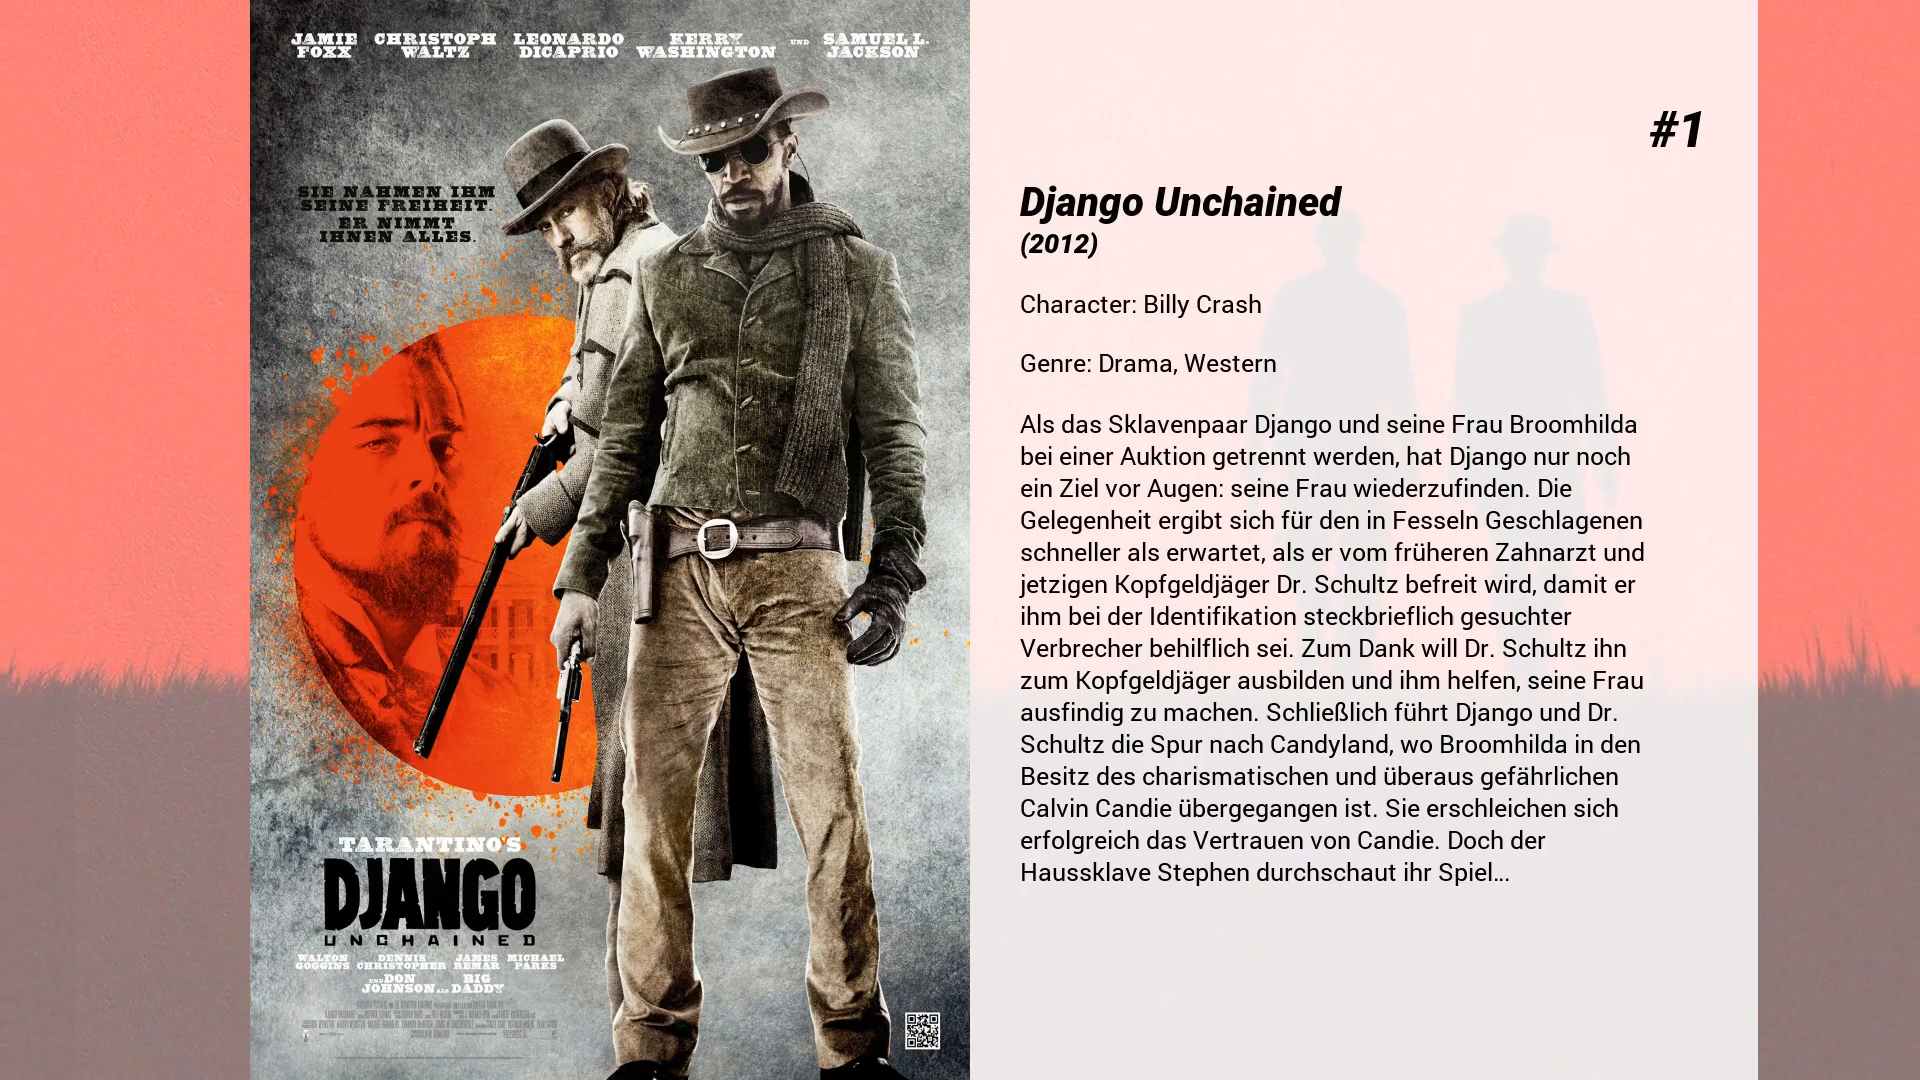 JAMIE FOXX
CHRISTOPH WALTZ
LEONARDO DICAPRIO
KERRY WASHINGTON
UND
SAMUEL L. JACKSON
SIE NAHMEN IHM
SEINE FREIHEIT.
ER NIMMT
IHNEN ALLES.
TARANTINO'S
DJANGO
UNCHAINED
WALTON GOGGINS
DENNIS CHRISTOPHER
JAMES REMAR
MICHAEL PARKS
UND DON JOHNSON ALS BIG DADDY
#1
Django Unchained
(2012)
Character: Billy Crash
Genre: Drama, Western
Als das Sklavenpaar Django und seine Frau Broomhilda
bei einer Auktion getrennt werden, hat Django nur noch
ein Ziel vor Augen: seine Frau wiederzufinden. Die
Gelegenheit ergibt sich für den in Fesseln Geschlagenen
schneller als erwartet, als er vom früheren Zahnarzt und
jetzigen Kopfgeldjäger Dr. Schultz befreit wird, damit er
ihm bei der Identifikation steckbrieflich gesuchter
Verbrecher behilflich sei. Zum Dank will Dr. Schultz ihn
zum Kopfgeldjäger ausbilden und ihm helfen, seine Frau
ausfindig zu machen. Schließlich führt Django und Dr.
Schultz die Spur nach Candyland, wo Broomhilda in den
Besitz des charismatischen und überaus gefährlichen
Calvin Candie übergegangen ist. Sie erschleichen sich
erfolgreich das Vertrauen von Candie. Doch der
Haussklave Stephen durchschaut ihr Spiel...